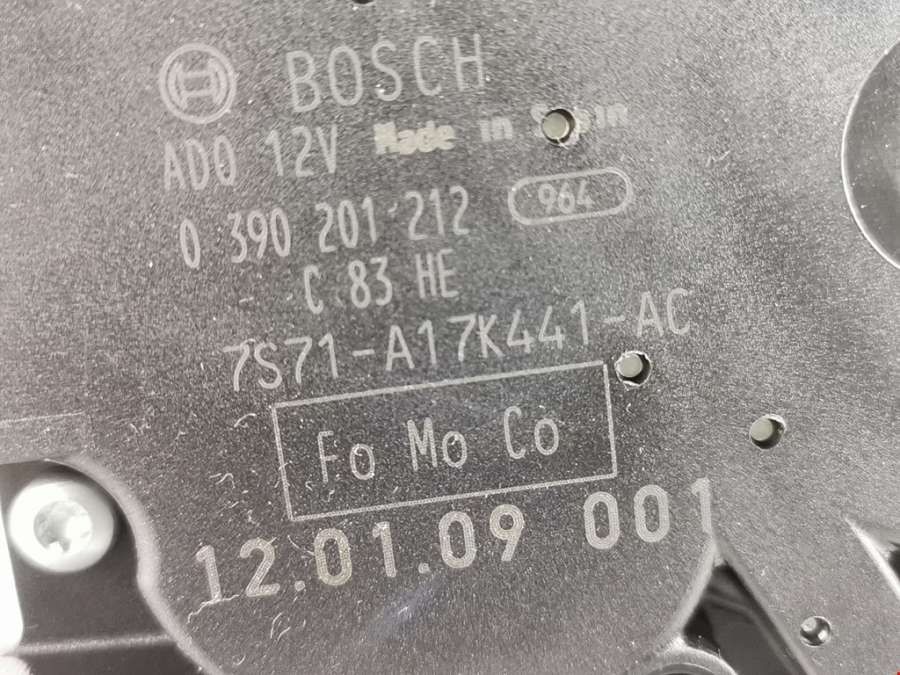 BOSCH
ADQ 12V Made in Spain
0 390 201 212 964
C 83 HE
7S71-A17K441-AC
Fo Mo Co
12.01.09 001